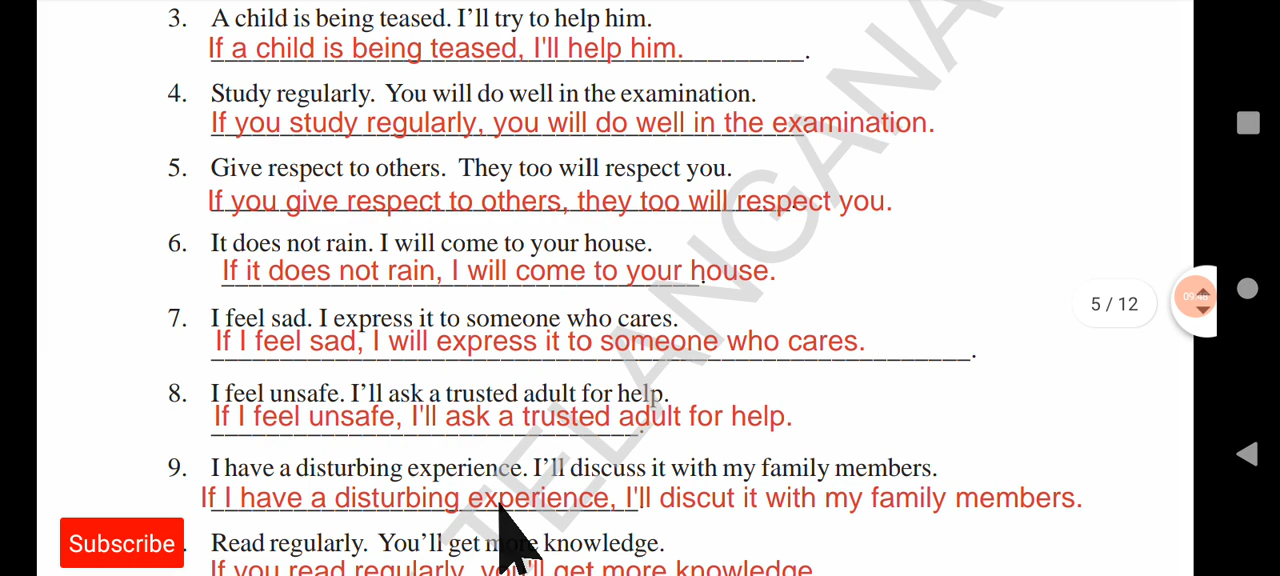 3. A child is being teased. I'll try to help him.
If a child is being teased, I'll help him.
4. Study regularly. You will do well in the examination.
If you study regularly, you will do well in the examination.
5. Give respect to others. They too will respect you.
If you give respect to others, they too will respect you.
6. It does not rain. I will come to your house.
If it does not rain, I will come to your house.
5 / 12
09:48
7. I feel sad. I express it to someone who cares.
If I feel sad, I will express it to someone who cares.
8. I feel unsafe. I'll ask a trusted adult for help.
If I feel unsafe, I'll ask a trusted adult for help.
9. I have a disturbing experience. I'll discuss it with my family members.
If I have a disturbing experience, I'll discut it with my family members.
Subscribe
Read regularly. You'll get more knowledge.
If you read regularly, you'll get more knowledge
TELANGANA